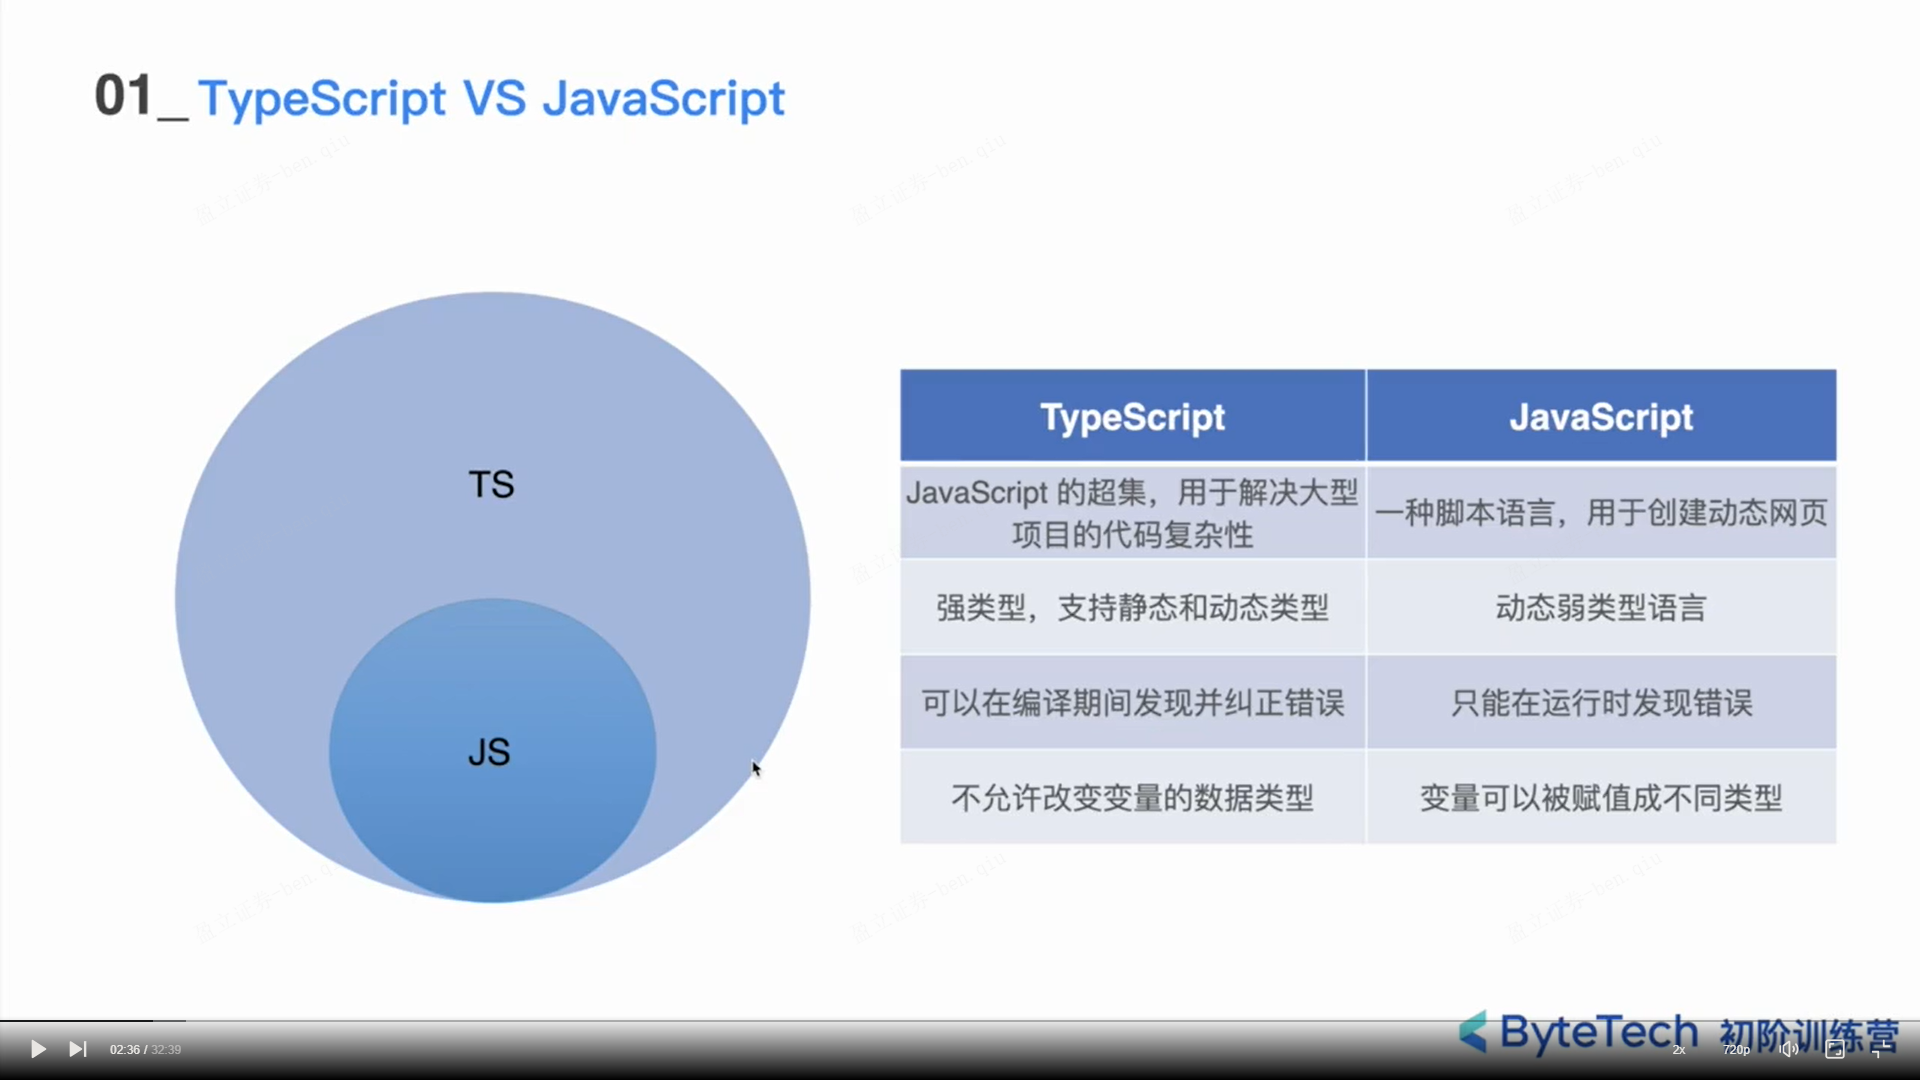 01_ TypeScript VS JavaScript
TS
JS
TypeScript
JavaScript
JavaScript 的超集，用于解决大型
项目的代码复杂性
一种脚本语言，用于创建动态网页
强类型，支持静态和动态类型
动态弱类型语言
可以在编译期间发现并纠正错误
只能在运行时发现错误
不允许改变变量的数据类型
变量可以被赋值成不同类型
ByteTech 初阶训练营
02:36 / 32:39
2x
720p